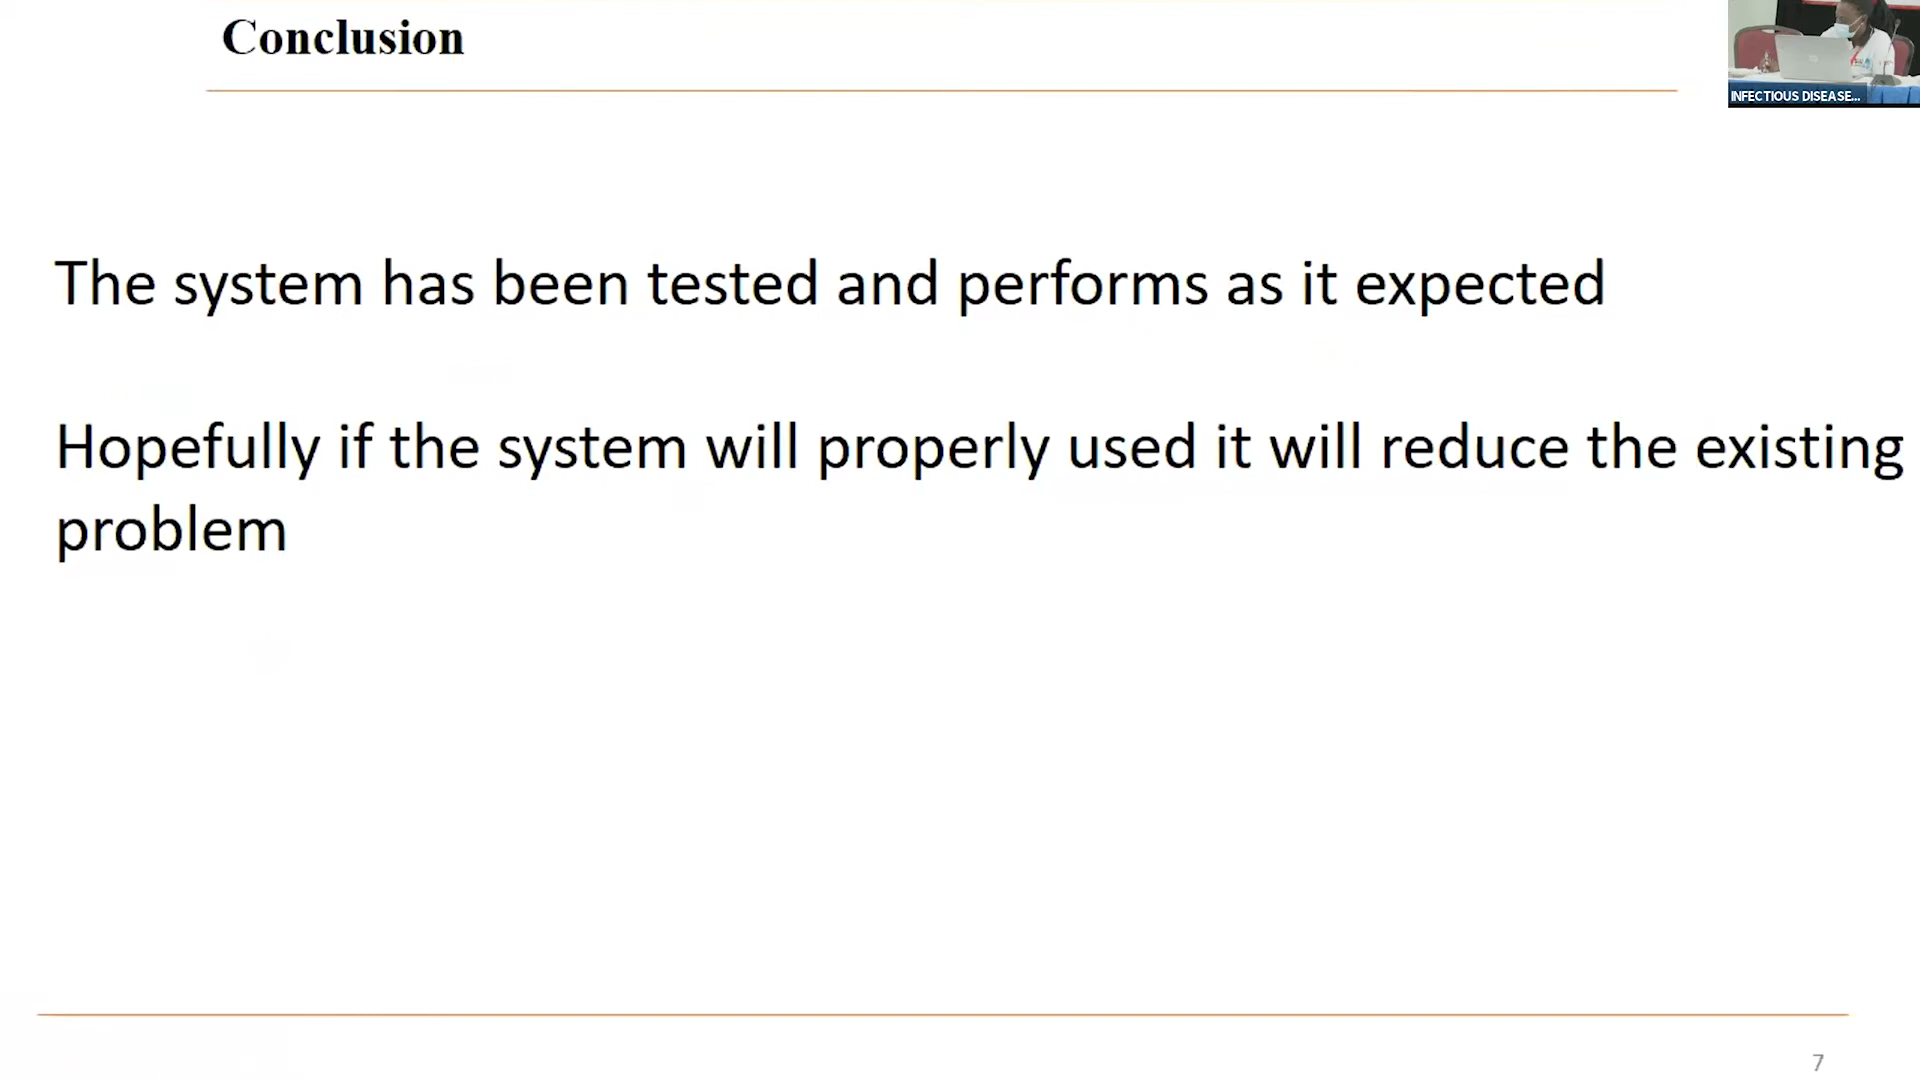 Conclusion
INFECTIOUS DISEASE...
The system has been tested and performs as it expected
Hopefully if the system will properly used it will reduce the existing
problem
7